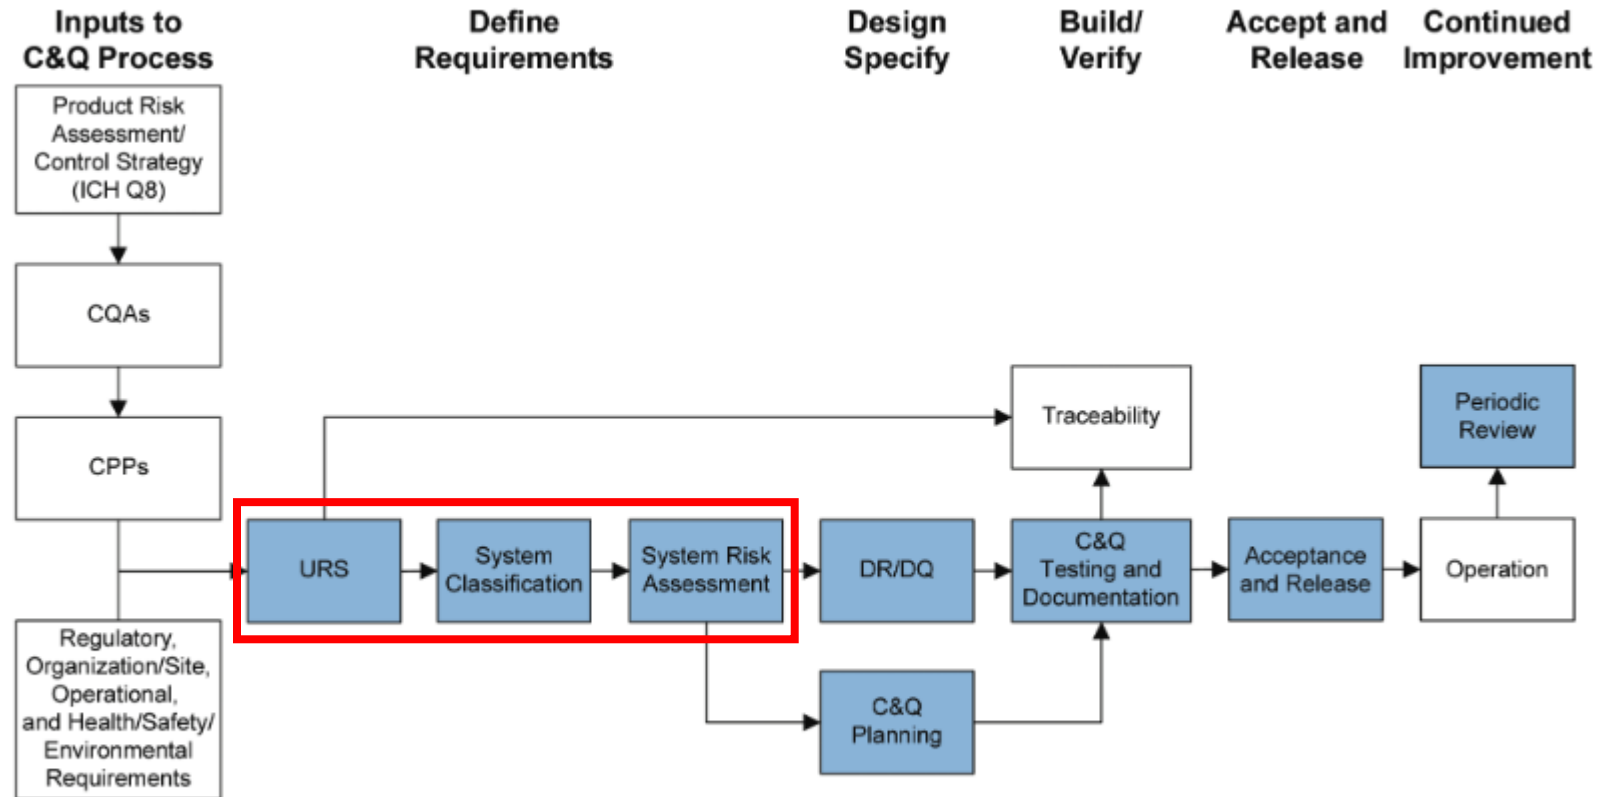 Inputs to
C&Q Process
Define
Requirements
Design
Specify
Build/
Verify
Accept and
Release
Continued
Improvement
Product Risk
Assessment/
Control Strategy
(ICH Q8)
CQAs
CPPs
Regulatory,
Organization/Site,
Operational,
and Health/Safety/
Environmental
Requirements
URS
System
Classification
System Risk
Assessment
DR/DQ
C&Q
Planning
Traceability
C&Q
Testing and
Documentation
Acceptance
and Release
Periodic
Review
Operation